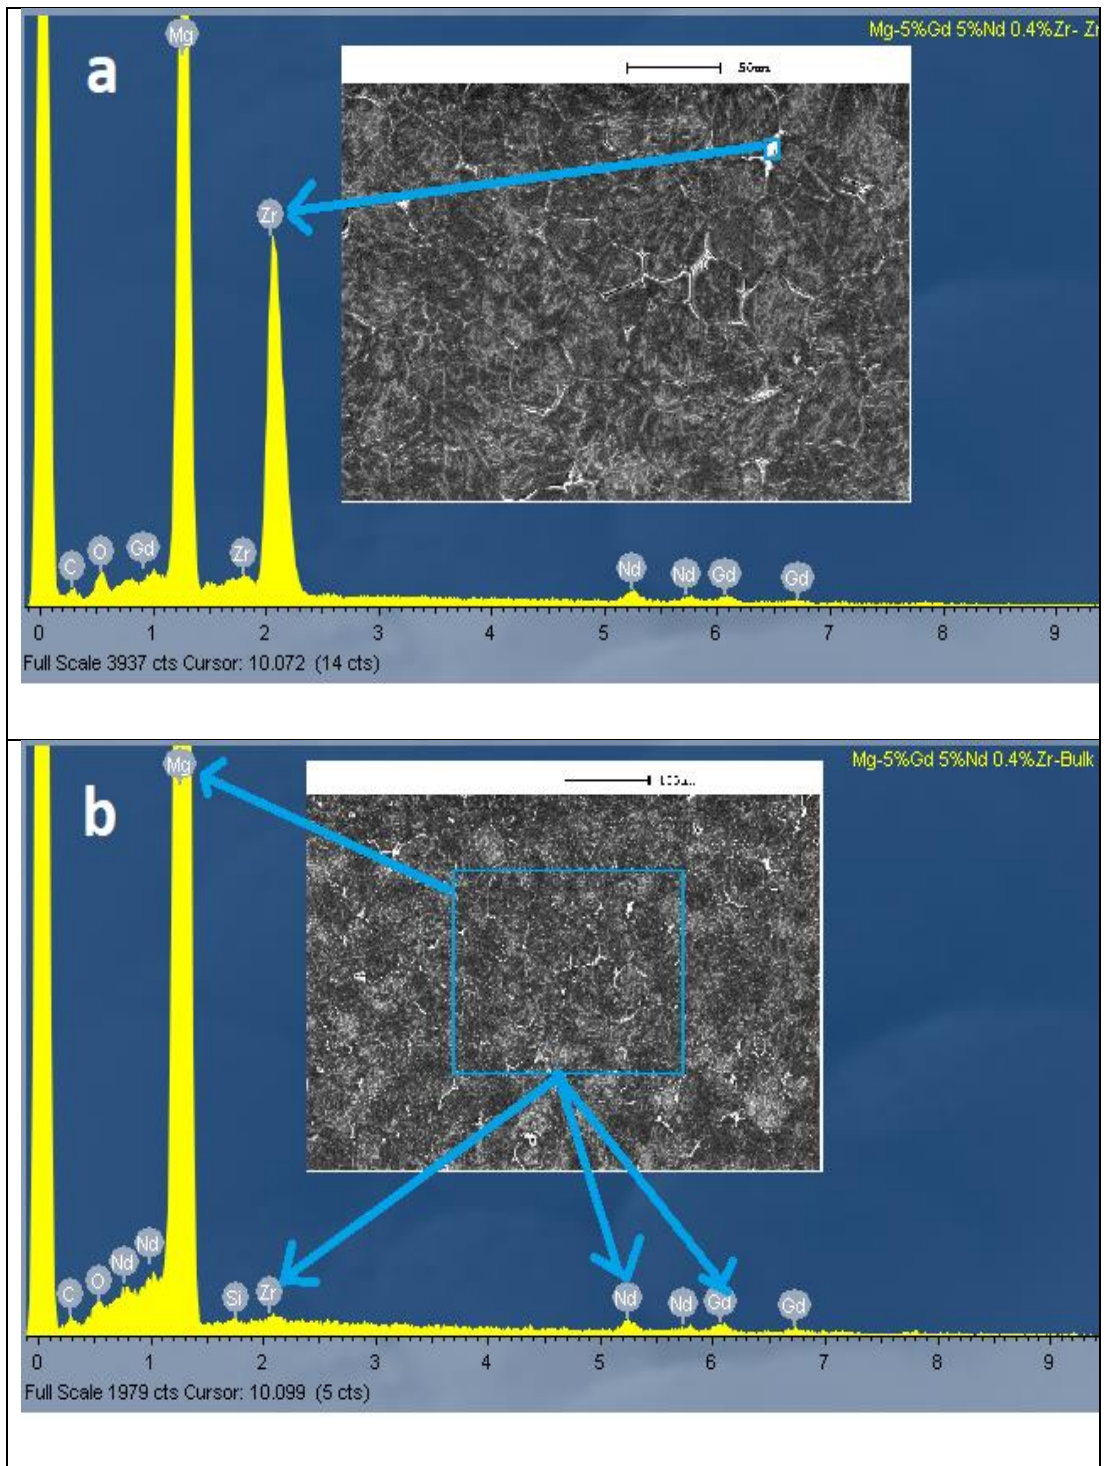 Mg-5%Gd 5%Nd 0.4%Zr- Zr
Mg
a
50um
Zr
C
O
Gd
Zr
Nd
Nd
Gd
Gd
0 1 2 3 4 5 6 7 8 9
Full Scale 3937 cts Cursor: 10.072 (14 cts)
Mg-5%Gd 5%Nd 0.4%Zr-Bulk
Mg
b
C
O
Nd
Nd
Si
Zr
Nd
Nd
Gd
Gd
0 1 2 3 4 5 6 7 8 9
Full Scale 1979 cts Cursor: 10.099 (5 cts)